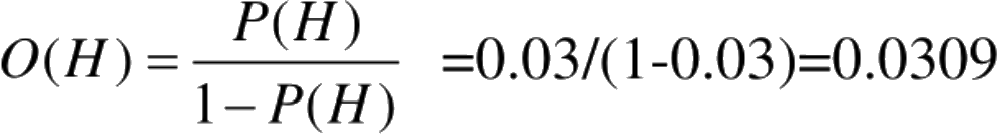 O(H) = P(H) / 1 − P(H) =0.03/(1-0.03)=0.0309